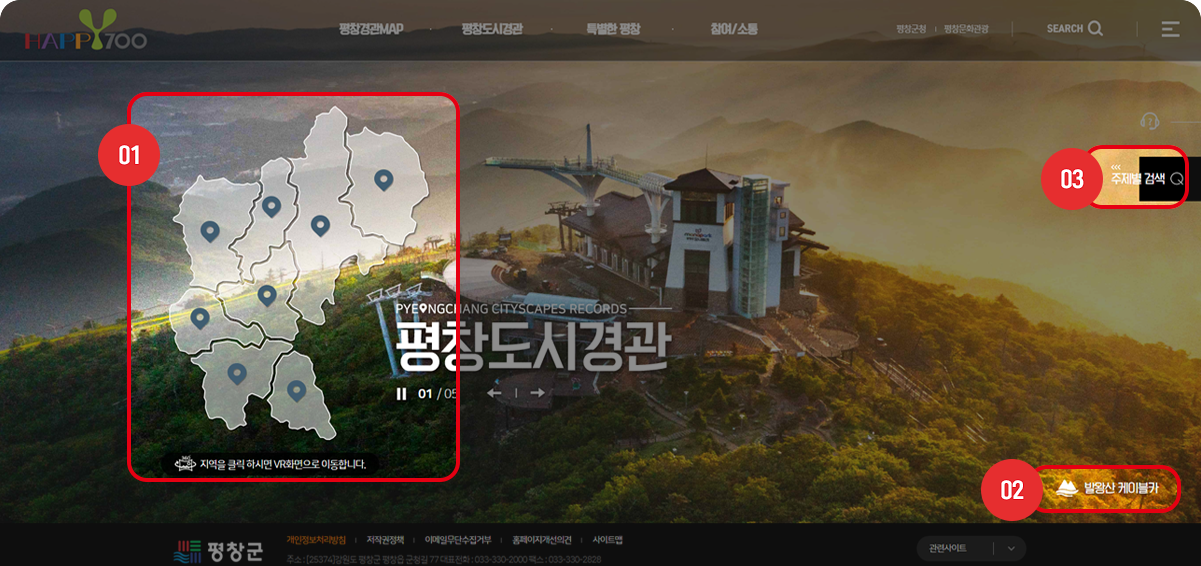 HAPPY700
평창경관MAP
평창도시경관
특별한 평창
참여/소통
평창군청
평창문화관광
SEARCH
01
03
주제별 검색
PYEONGCHANG CITYSCAPES RECORDS
평창도시경관
01 / 05
지역을 클릭 하시면 VR화면으로 이동합니다.
02
발왕산 케이블카
평창군
개인정보처리방침
저작권정책
이메일무단수집거부
홈페이지개선의견
사이트맵
주소 : [25374]강원도 평창군 평창읍 군청길 77 대표전화 : 033-330-2000 팩스 : 033-330-2828
관련사이트